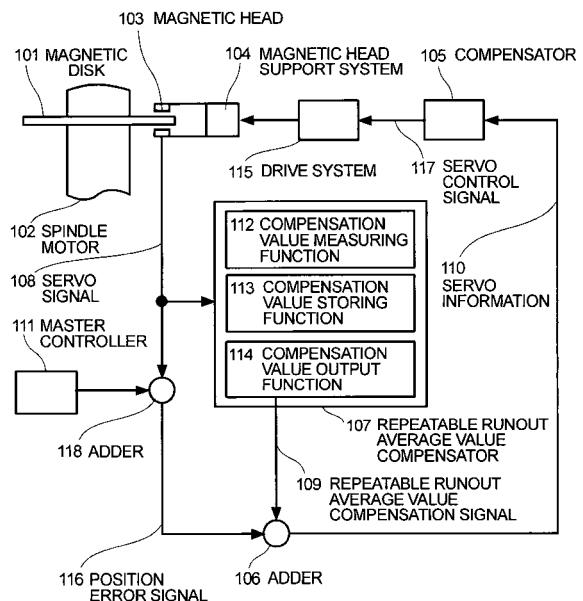 103 MAGNETIC HEAD
101 MAGNETIC
DISK
104 MAGNETIC HEAD
SUPPORT SYSTEM
105 COMPENSATOR
115 DRIVE SYSTEM
117 SERVO
CONTROL
SIGNAL
102 SPINDLE
MOTOR
108 SERVO
SIGNAL
112 COMPENSATION
VALUE MEASURING
FUNCTION
113 COMPENSATION
VALUE STORING
FUNCTION
114 COMPENSATION
VALUE OUTPUT
FUNCTION
110 SERVO
INFORMATION
111 MASTER
CONTROLLER
118 ADDER
107 REPEATABLE RUNOUT
AVERAGE VALUE
COMPENSATOR
109 REPEATABLE RUNOUT
AVERAGE VALUE
COMPENSATION SIGNAL
116 POSITION
ERROR SIGNAL
106 ADDER